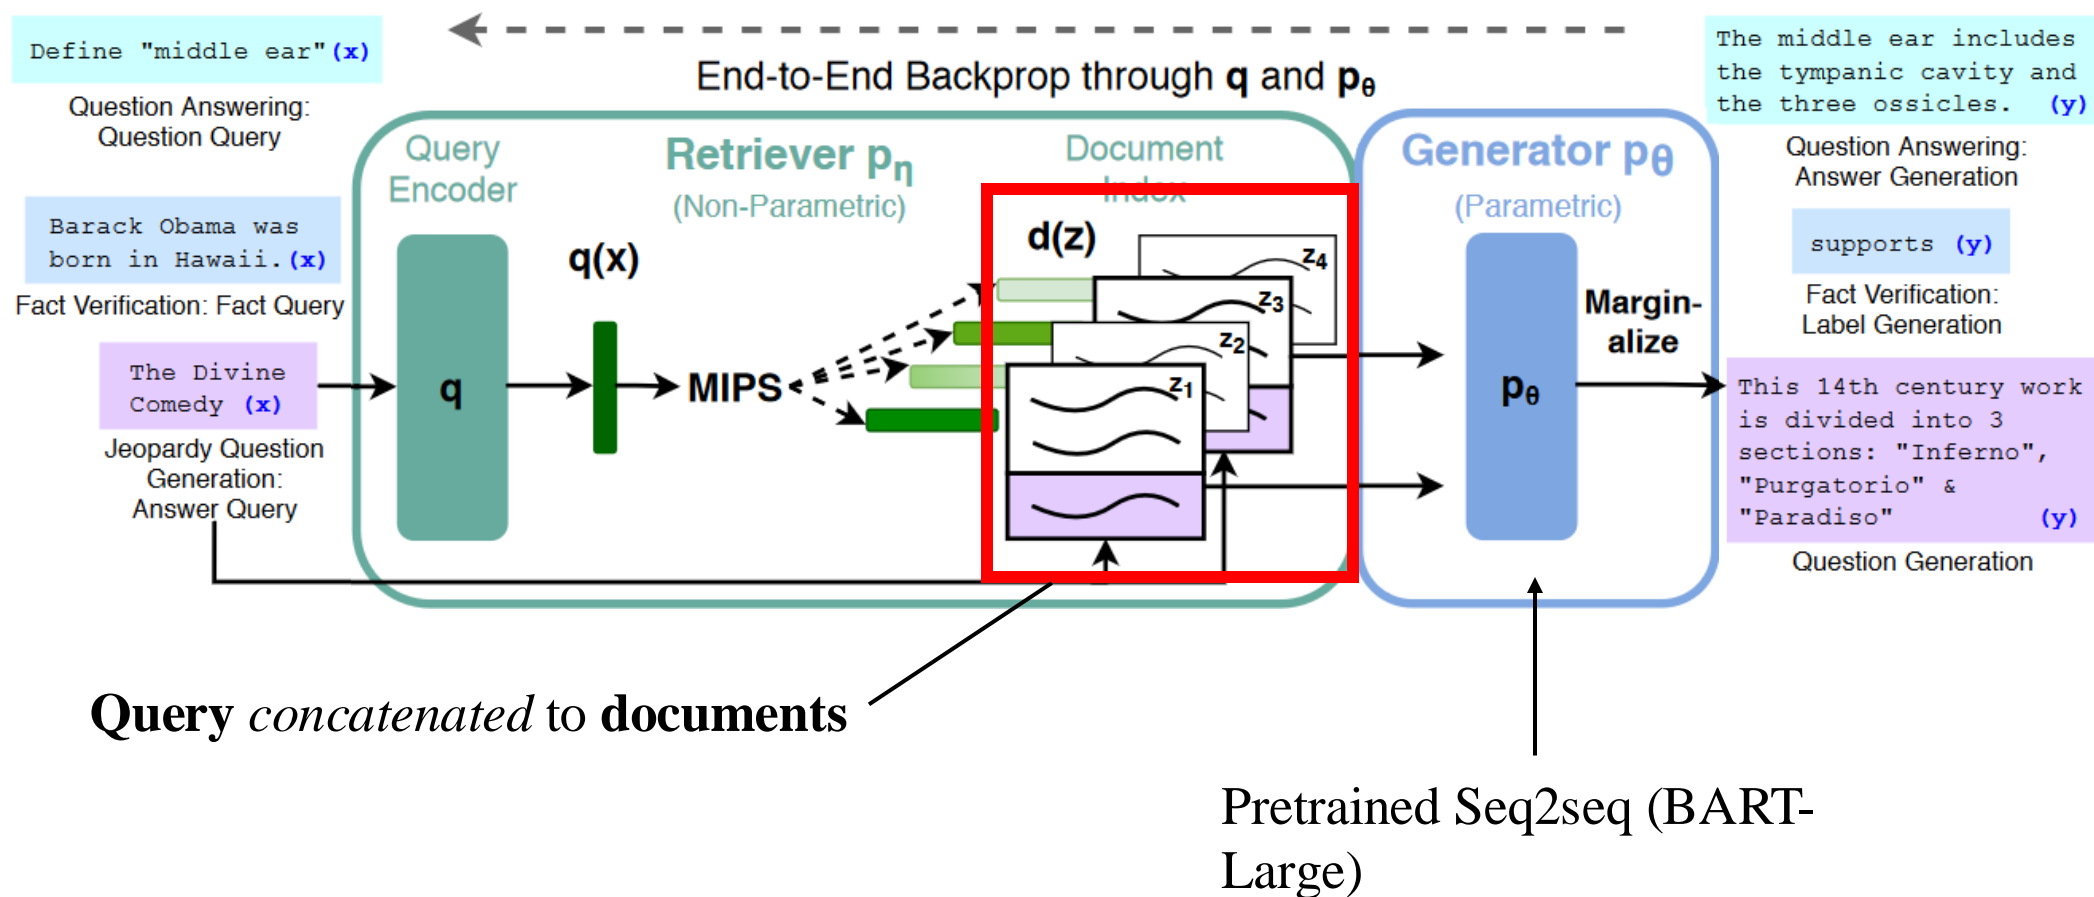 Define "middle ear"(x)
Question Answering:
Question Query
Barack Obama was
born in Hawaii.(x)
Fact Verification: Fact Query
The Divine
Comedy (x)
Jeopardy Question
Generation:
Answer Query
End-to-End Backprop through q and pθ
Query
Encoder
q
q(x)
Retriever pη
(Non-Parametric)
MIPS
Document
Index
d(z)
z4
z3
z2
z1
Generator pθ
(Parametric)
pθ
Margin-
alize
The middle ear includes
the tympanic cavity and
the three ossicles. (y)
Question Answering:
Answer Generation
supports (y)
Fact Verification:
Label Generation
This 14th century work
is divided into 3
sections: "Inferno",
"Purgatorio" &
"Paradiso" (y)
Question Generation
Query concatenated to documents
Pretrained Seq2seq (BART-
Large)